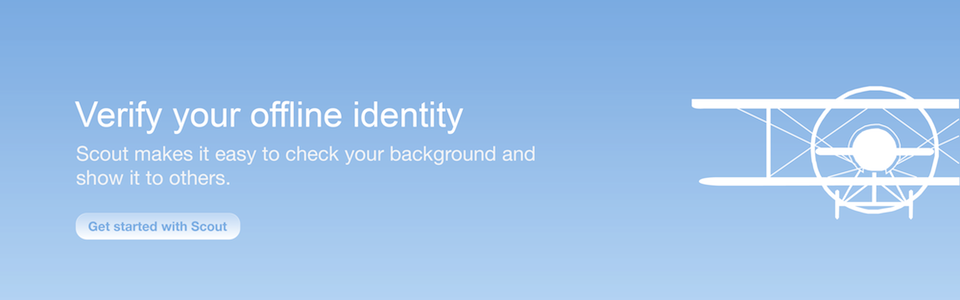 Verify your offline identity
Scout makes it easy to check your background and
show it to others.
Get started with Scout